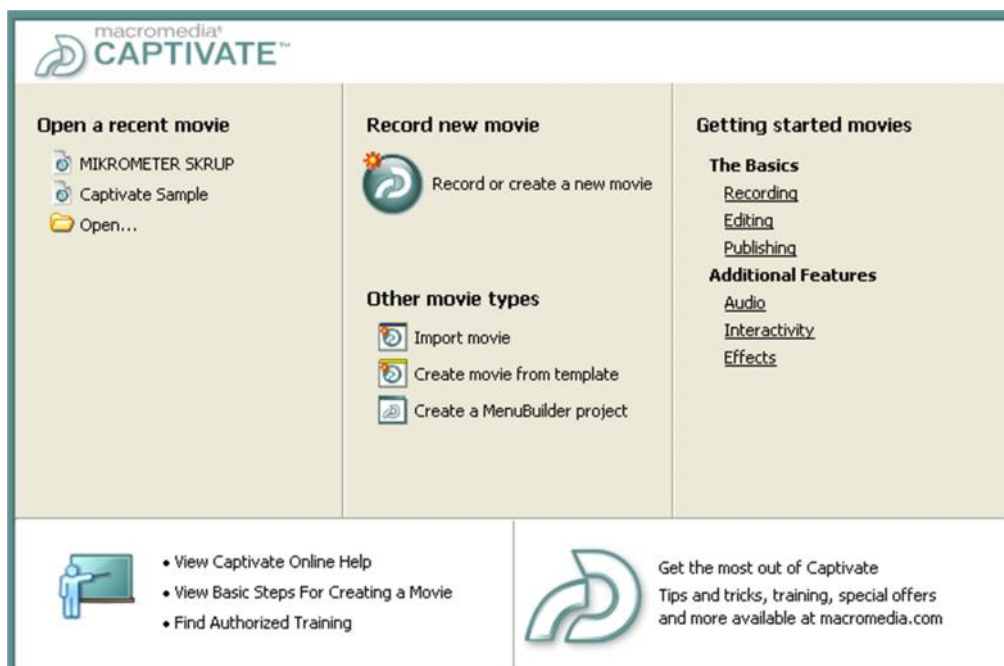 macromedia®
CAPTIVATE™
Open a recent movie
MIKROMETER SKRUP
Captivate Sample
Open...
Record new movie
Record or create a new movie
Other movie types
Import movie
Create movie from template
Create a MenuBuilder project
Getting started movies
The Basics
Recording
Editing
Publishing
Additional Features
Audio
Interactivity
Effects
• View Captivate Online Help
• View Basic Steps For Creating a Movie
• Find Authorized Training
Get the most out of Captivate
Tips and tricks, training, special offers
and more available at macromedia.com